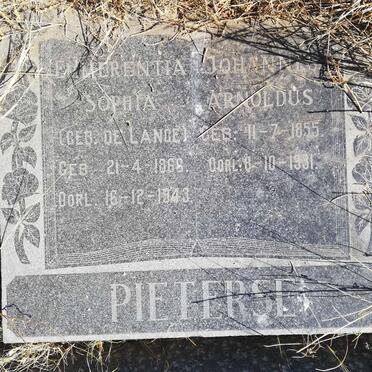 EMERENTIA
SOPHIA
(GEB. DE LANGE)
GEB. 21-4-1866
OORL. 16-12-1943.
JOHANNES
ARNOLDUS
GEB. 11-7-1855
OORL. 8-10-1931.
PIETERSE